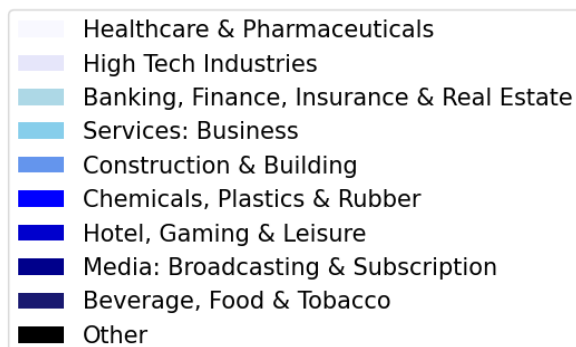 Healthcare & Pharmaceuticals
High Tech Industries
Banking, Finance, Insurance & Real Estate
Services: Business
Construction & Building
Chemicals, Plastics & Rubber
Hotel, Gaming & Leisure
Media: Broadcasting & Subscription
Beverage, Food & Tobacco
Other